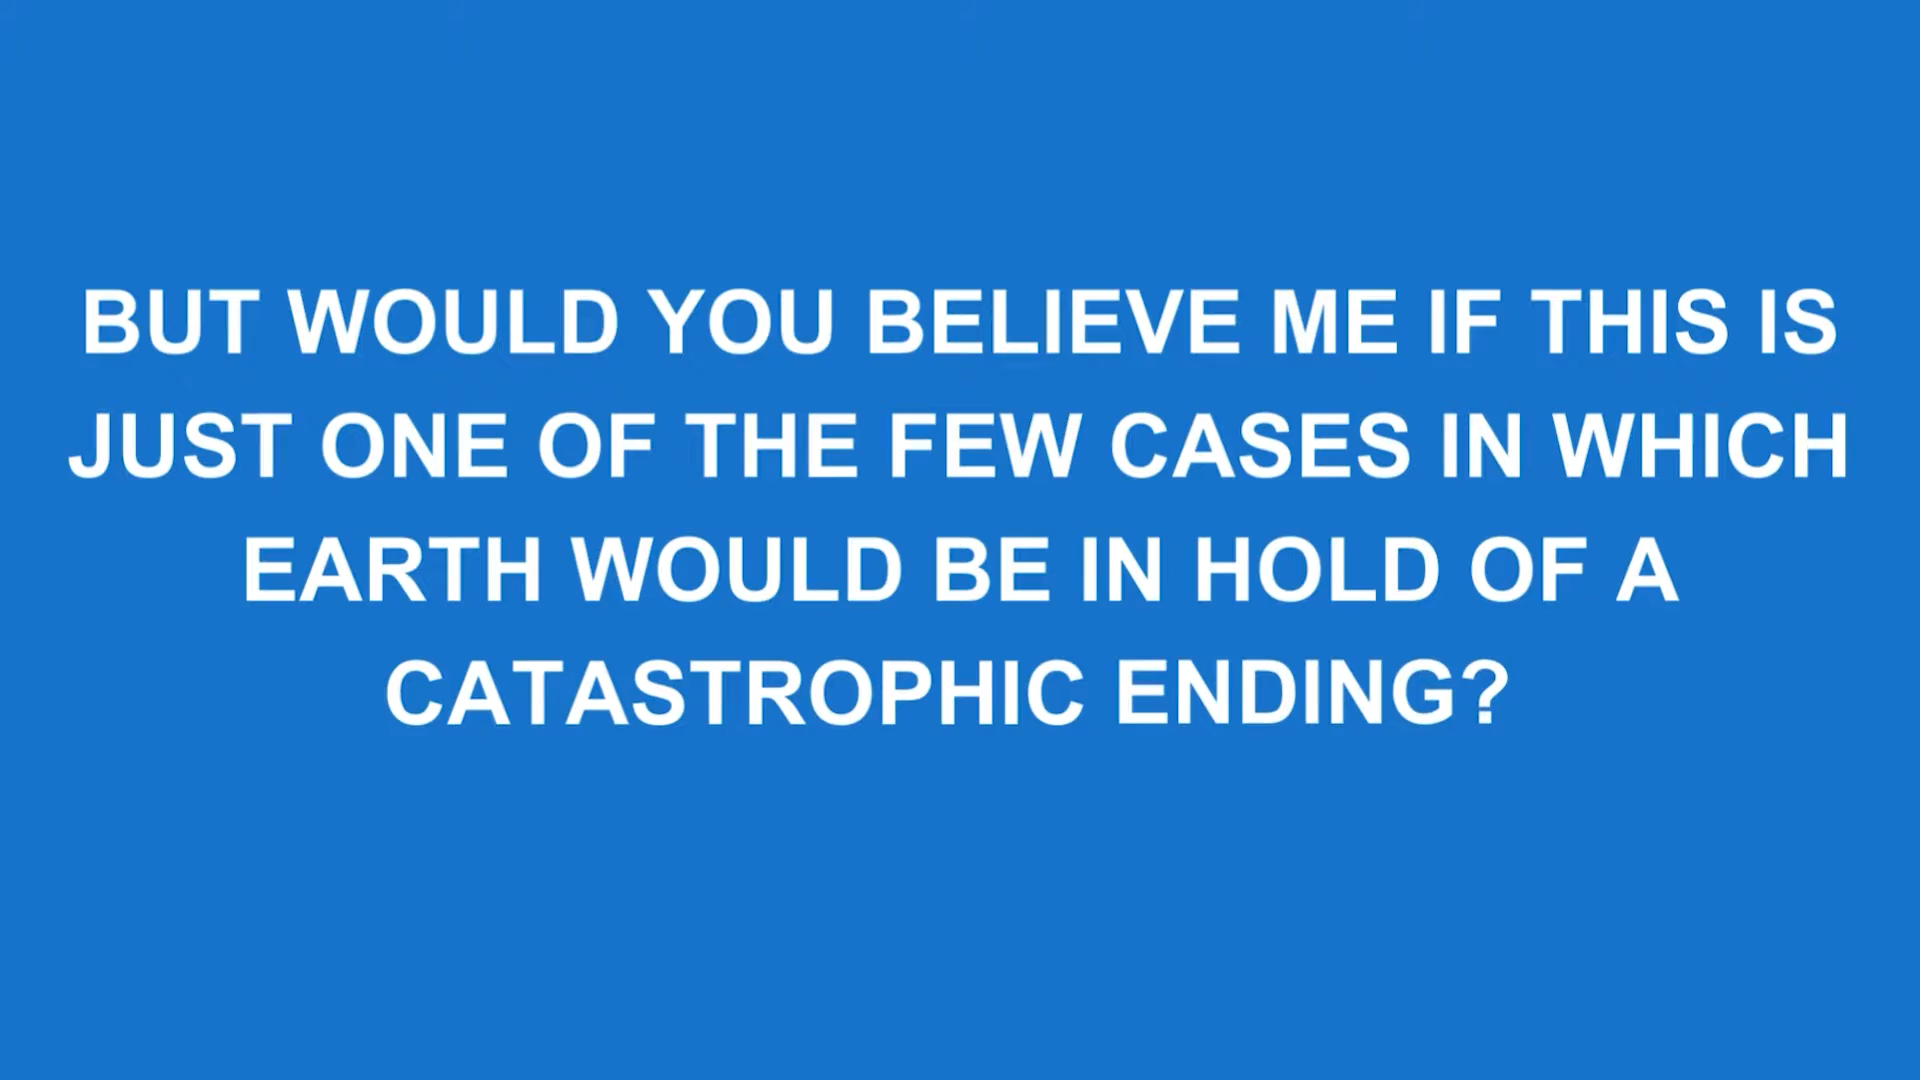 BUT WOULD YOU BELIEVE ME IF THIS IS
JUST ONE OF THE FEW CASES IN WHICH
EARTH WOULD BE IN HOLD OF A
CATASTROPHIC ENDING?